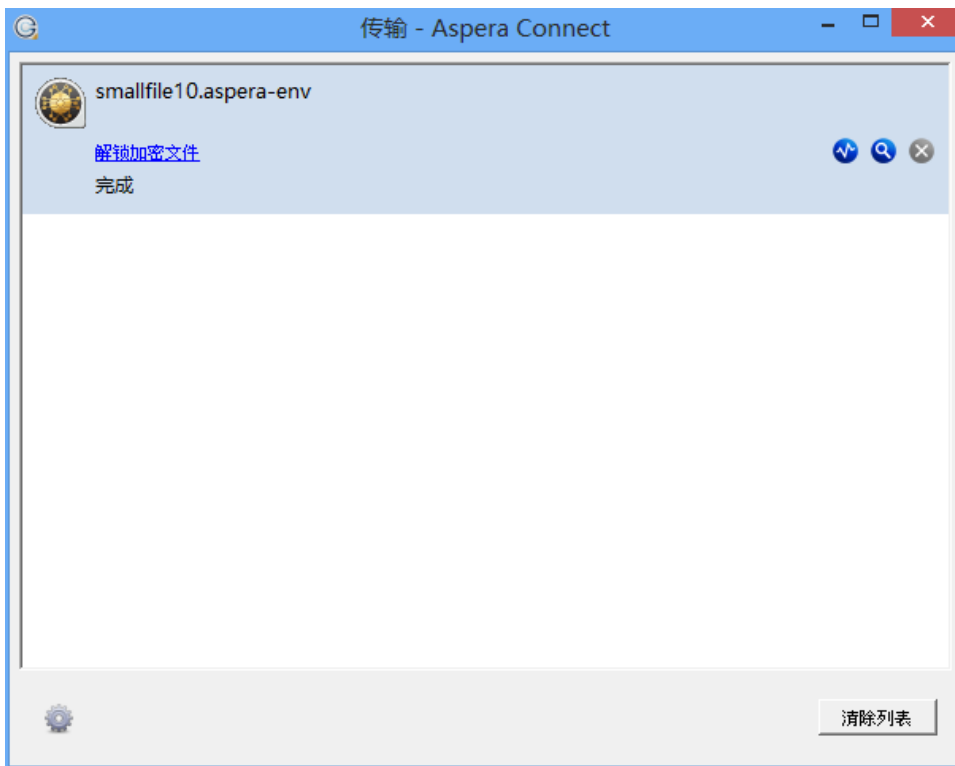 传输 - Aspera Connect
smallfile10.aspera-env
解锁加密文件
完成
清除列表